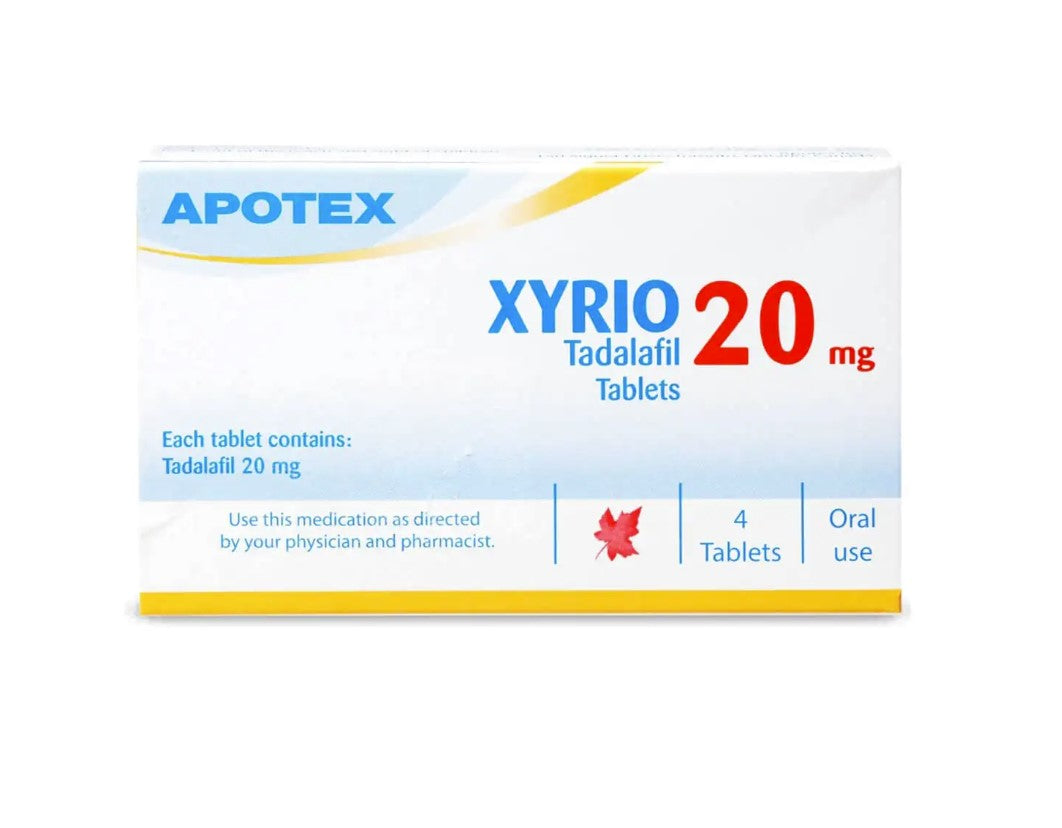 APOTEX
XYRIO 20 mg
Tadalafil
Tablets
Each tablet contains:
Tadalafil 20 mg
Use this medication as directed
by your physician and pharmacist.
4
Tablets
Oral
use